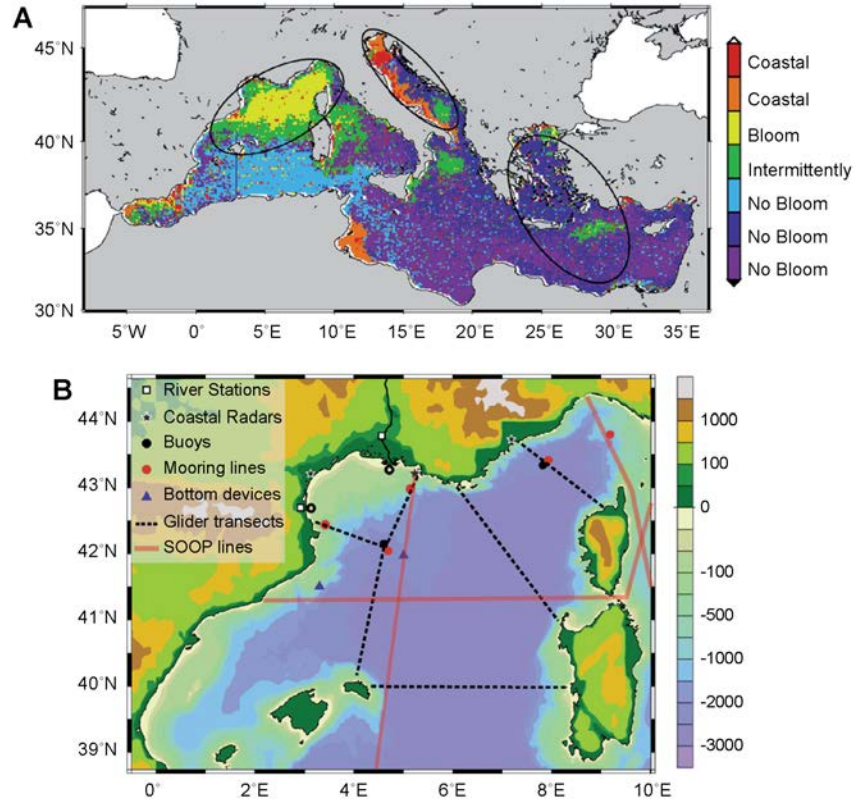 A
45°N
40°N
35°N
30°N
5°W 0° 5°E 10°E 15°E 20°E 25°E 30°E 35°E
Coastal
Coastal
Bloom
Intermittently
No Bloom
No Bloom
No Bloom
B
River Stations
Coastal Radars
Buoys
Mooring lines
Bottom devices
Glider transects
SOOP lines
44°N
43°N
42°N
41°N
40°N
39°N
0° 2°E 4°E 6°E 8°E 10°E
1000
100
0
-100
-500
-1000
-2000
-3000